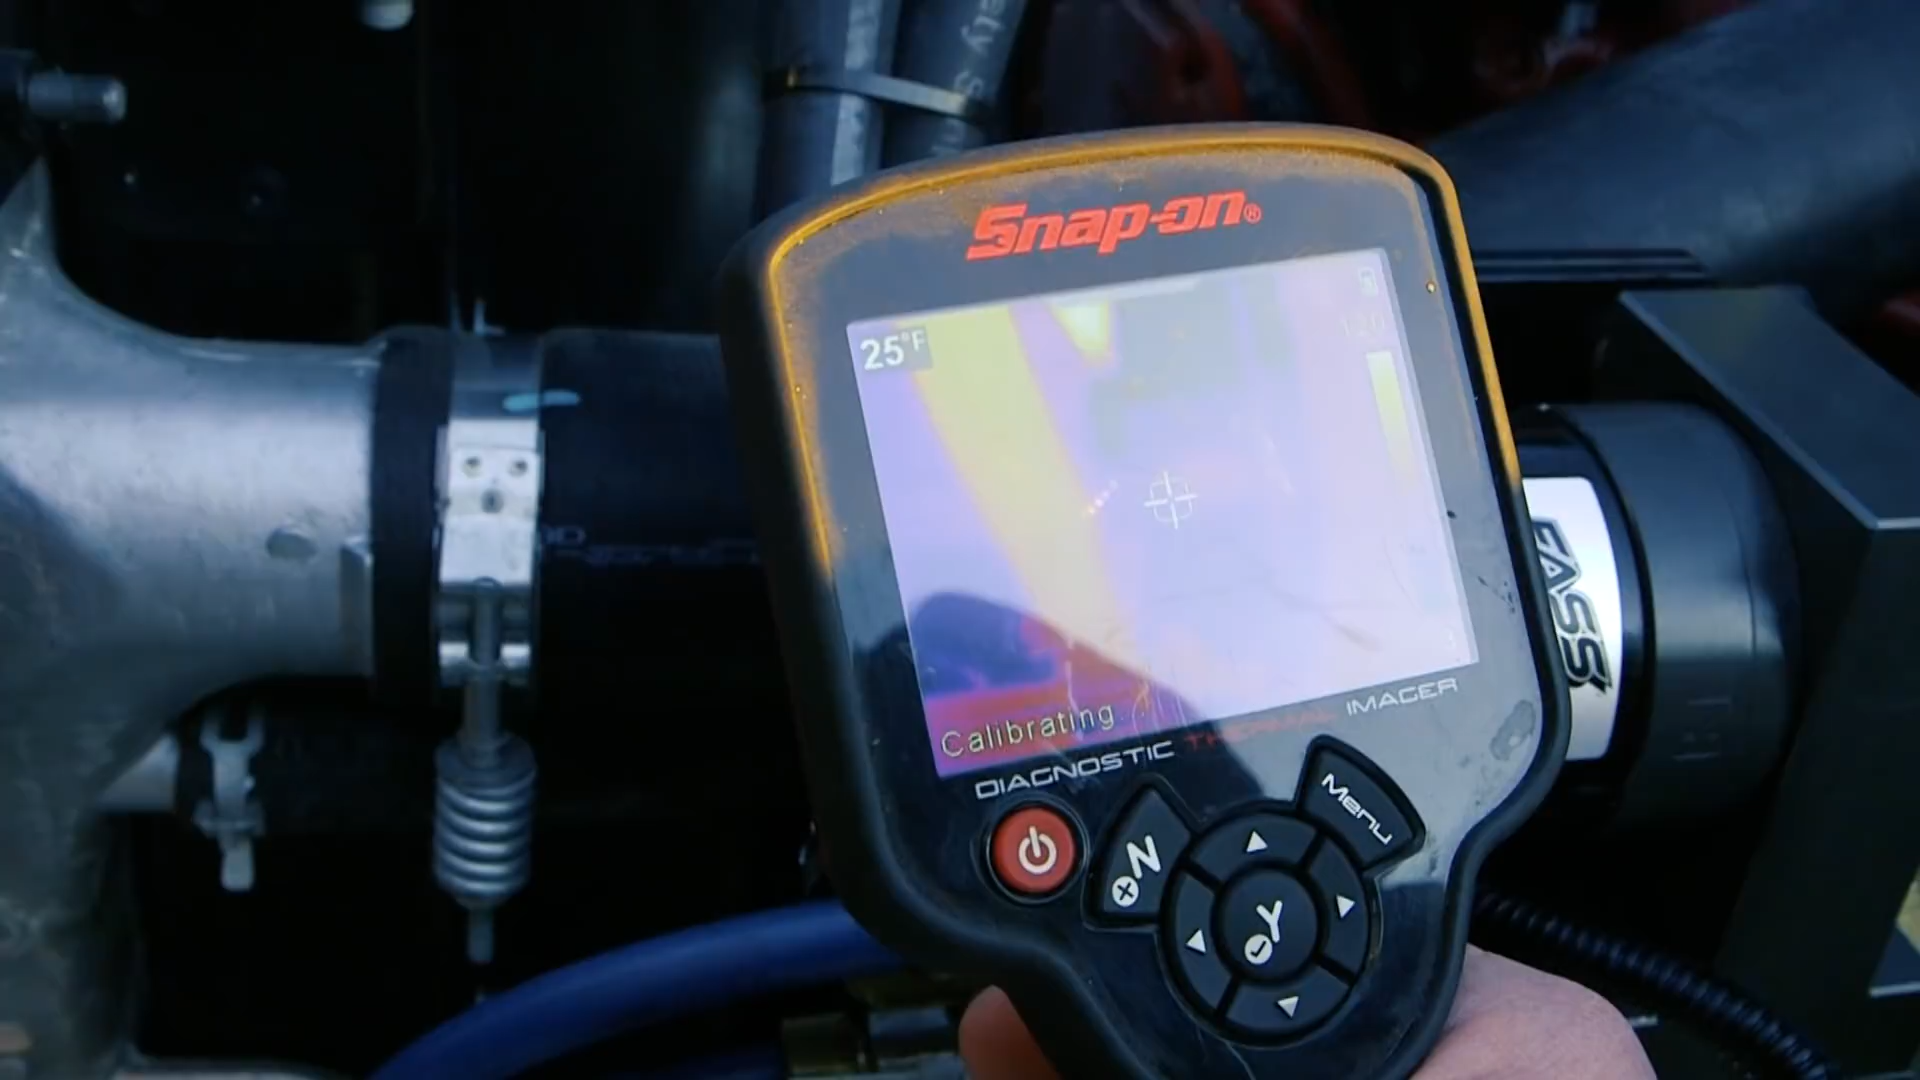 Snap-on®
25°F
Calibrating...
DIAGNOSTIC THERMAL IMAGER
Menu
N
Y
FASS